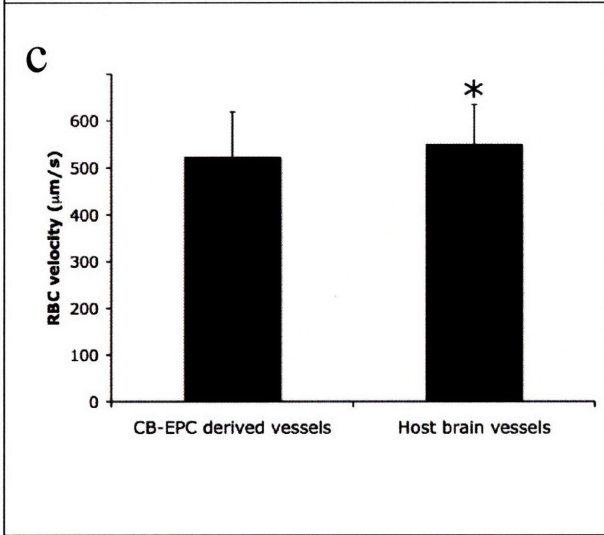 c
*
600
500
400
300
200
100
0
RBC velocity (μm/s)
CB-EPC derived vessels
Host brain vessels